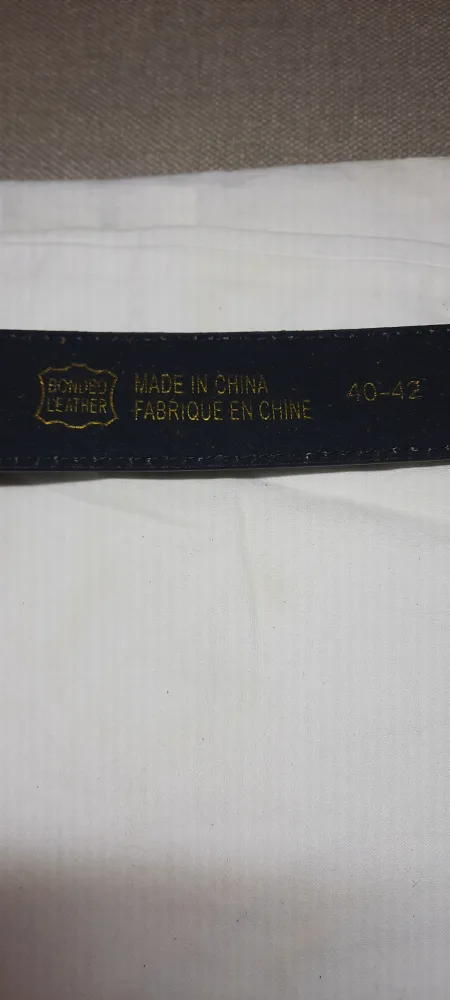 BONDED
LEATHER
MADE IN CHINA
FABRIQUE EN CHINE
40-42